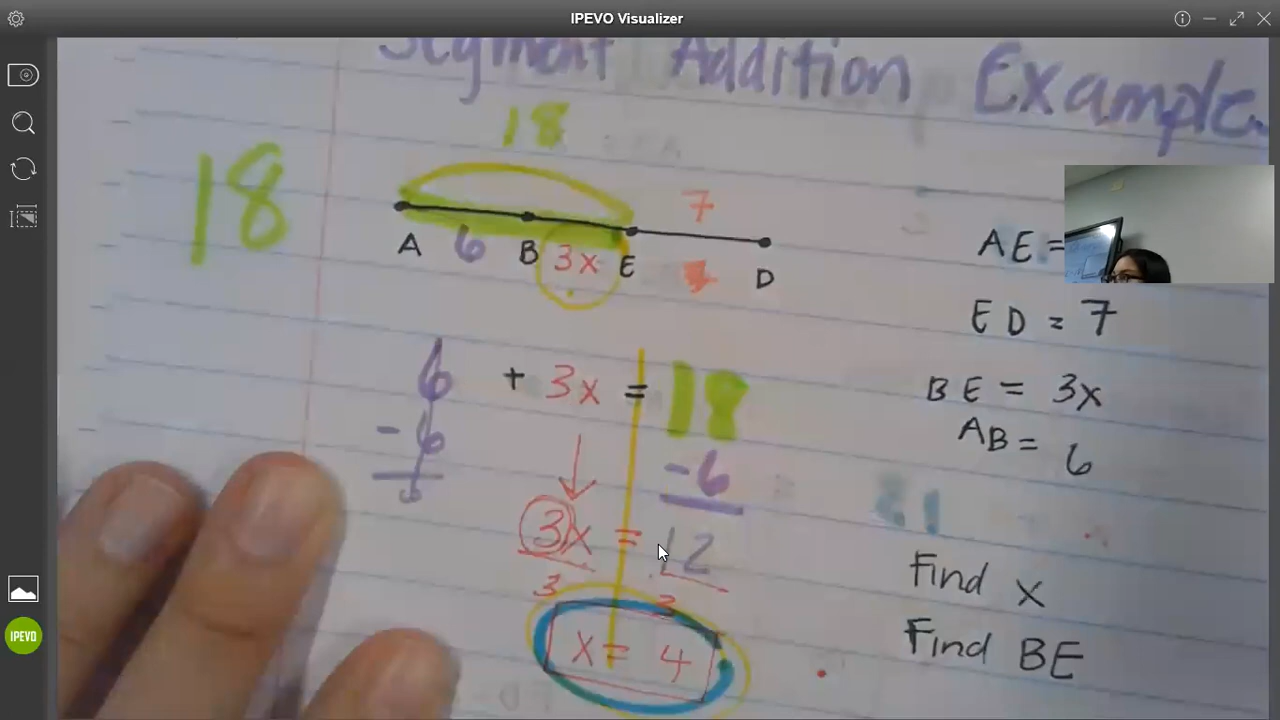 IPEVO Visualizer
Segment Addition Example
18
18
7
A 6 B 3x E D
AE =
ED = 7
BE = 3x
AB = 6
6 + 3x = 18
- 6 -6
3x = 12
3 3
x = 4
Find x
Find BE
IPEVO